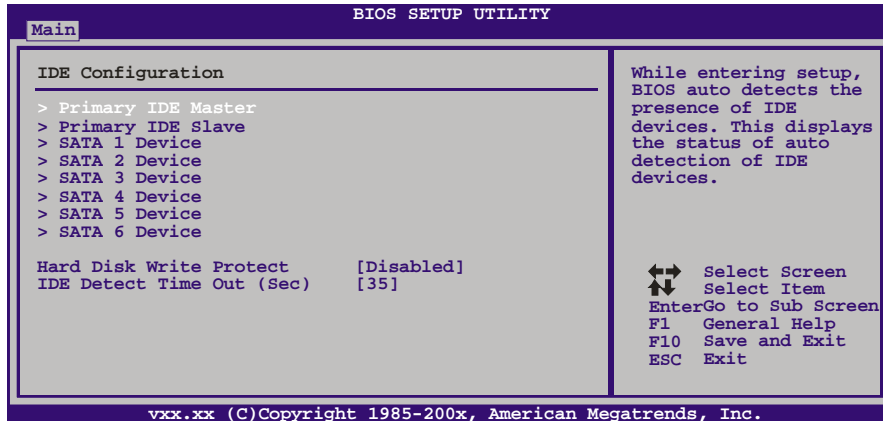 BIOS SETUP UTILITY
Main
IDE Configuration
> Primary IDE Master
> Primary IDE Slave
> SATA 1 Device
> SATA 2 Device
> SATA 3 Device
> SATA 4 Device
> SATA 5 Device
> SATA 6 Device
Hard Disk Write Protect [Disabled]
IDE Detect Time Out (Sec) [35]
While entering setup,
BIOS auto detects the
presence of IDE
devices. This displays
the status of auto
detection of IDE
devices.
Select Screen
Select Item
EnterGo to Sub Screen
F1 General Help
F10 Save and Exit
ESC Exit
vxx.xx (C)Copyright 1985-200x, American Megatrends, Inc.